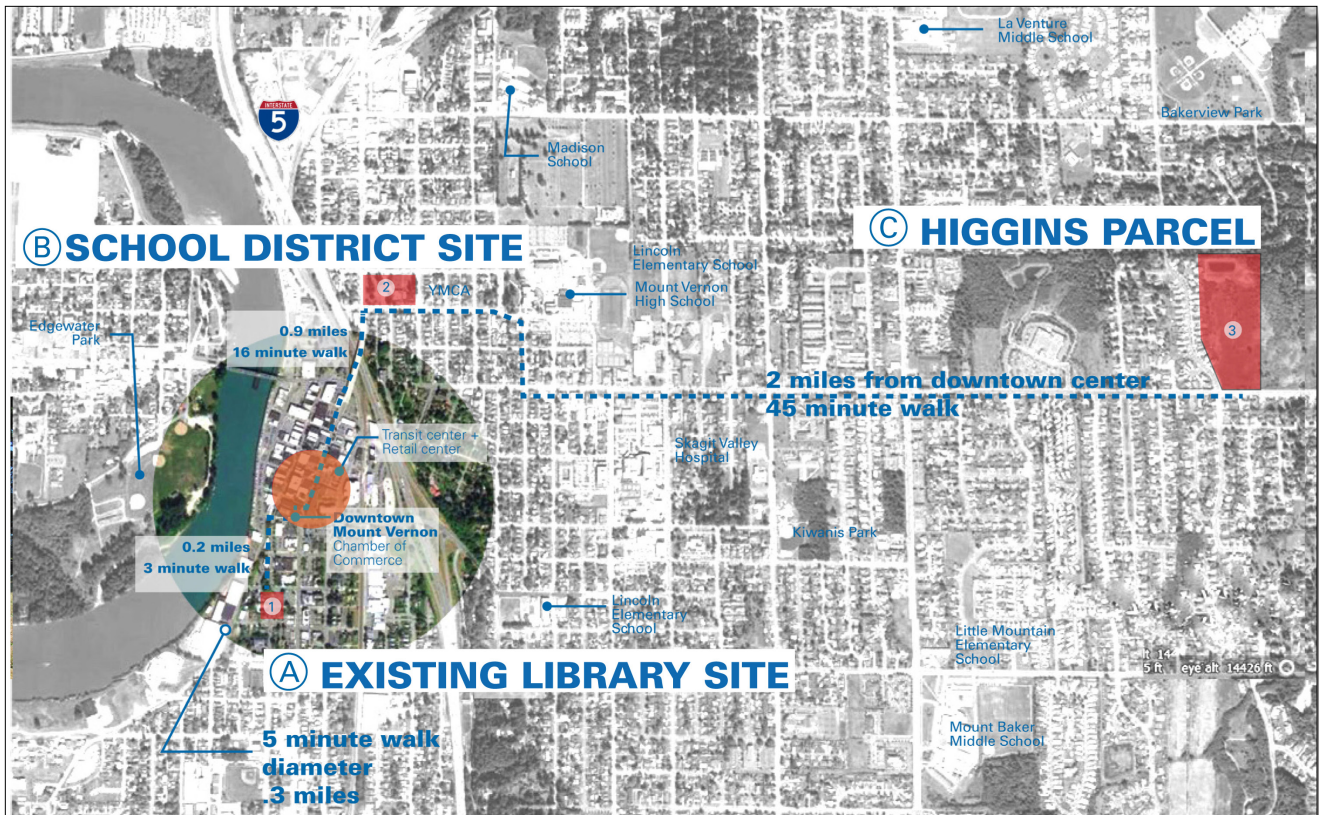 La Venture
Middle School
INTERSTATE
5
Bakerview Park
Madison
School
C HIGGINS PARCEL
B SCHOOL DISTRICT SITE
Lincoln
Elementary School
2
YMCA
Mount Vernon
High School
Edgewater
Park
0.9 miles
16 minute walk
3
2 miles from downtown center
45 minute walk
Transit center +
Retail center
Skagit Valley
Hospital
Downtown
Mount Vernon
Chamber of
Commerce
Kiwanis Park
0.2 miles
3 minute walk
1
Lincoln
Elementary
School
Little Mountain
Elementary
School
ft 14
5 ft eye alt 14426 ft
A EXISTING LIBRARY SITE
Mount Baker
Middle School
5 minute walk
diameter
.3 miles